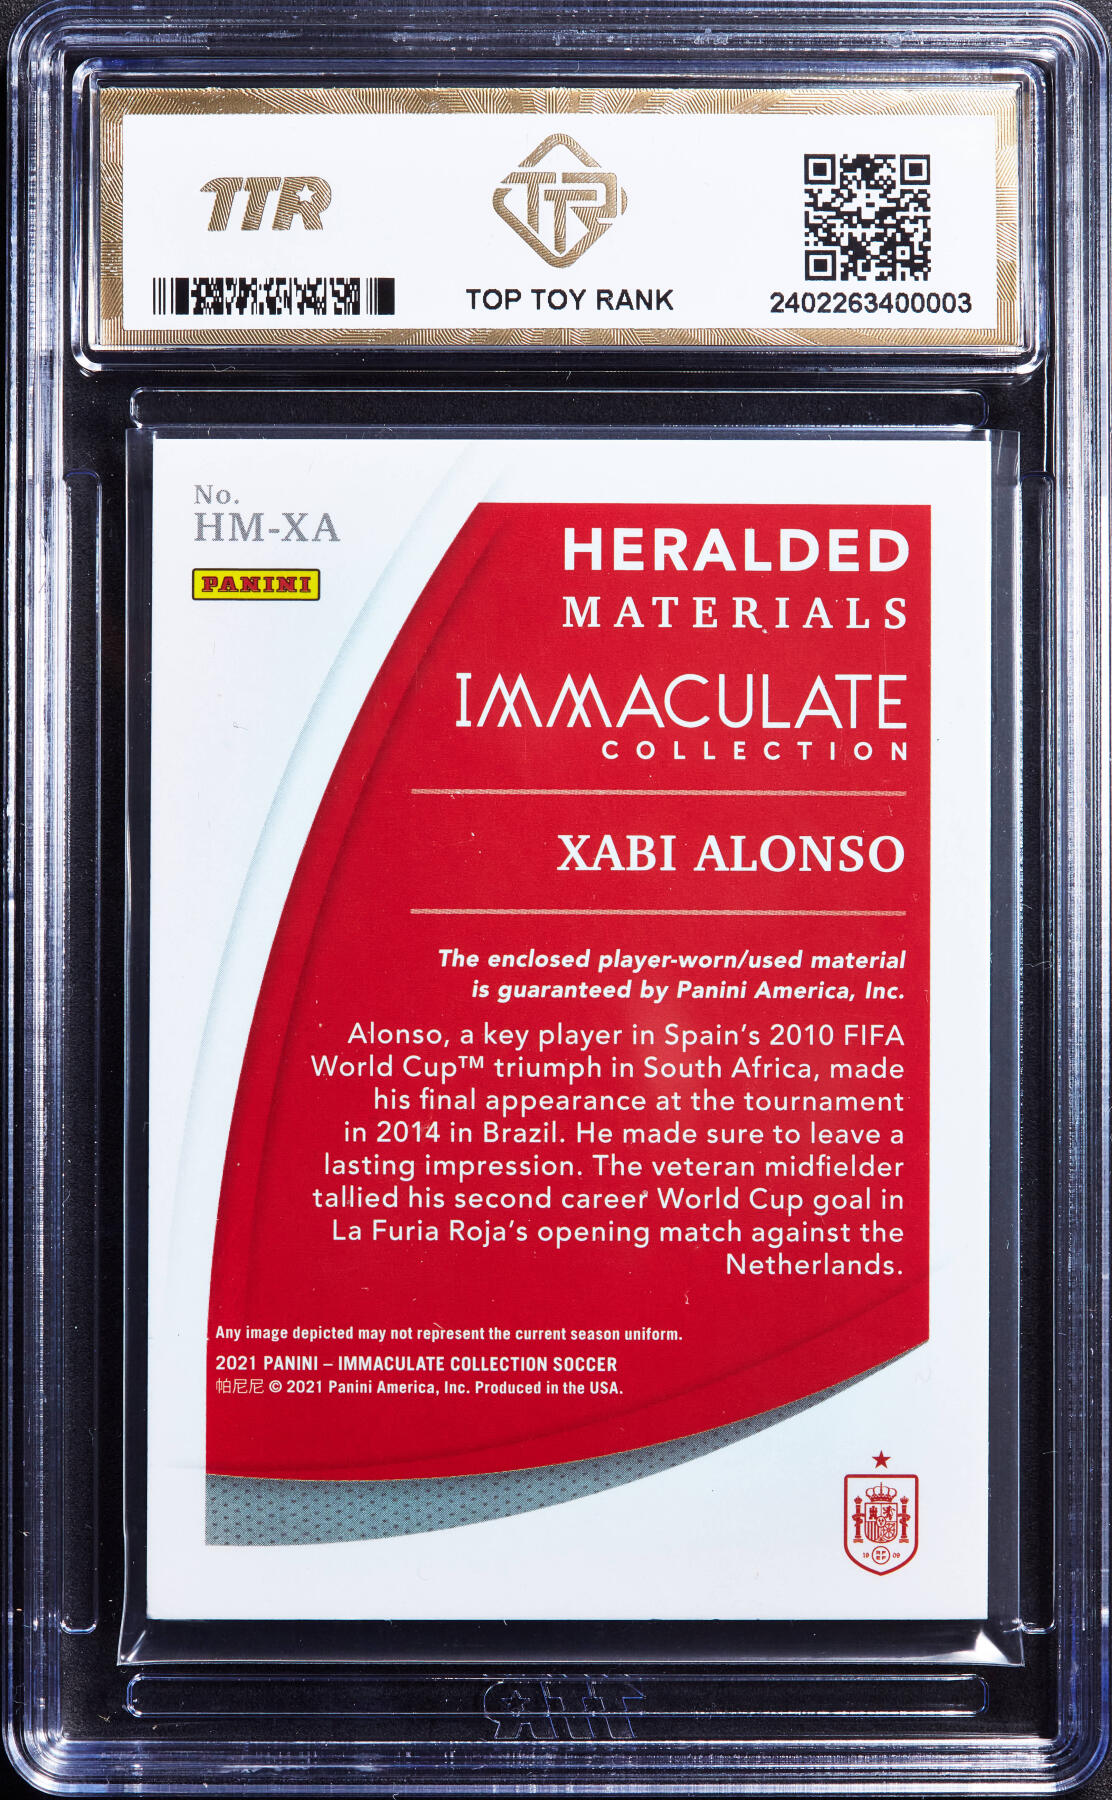 TTR
TTR
TOP TOY RANK
2402263400003
No.
HM-XA
PANINI
HERALDED
MATERIALS
IMMACULATE
COLLECTION
XABI ALONSO
The enclosed player-worn/used material
is guaranteed by Panini America, Inc.
Alonso, a key player in Spain's 2010 FIFA
World Cup™ triumph in South Africa, made
his final appearance at the tournament
in 2014 in Brazil. He made sure to leave a
lasting impression. The veteran midfielder
tallied his second career World Cup goal in
La Furia Roja's opening match against the
Netherlands.
Any image depicted may not represent the current season uniform.
2021 PANINI – IMMACULATE COLLECTION SOCCER
帕尼尼 © 2021 Panini America, Inc. Produced in the USA.
19 09